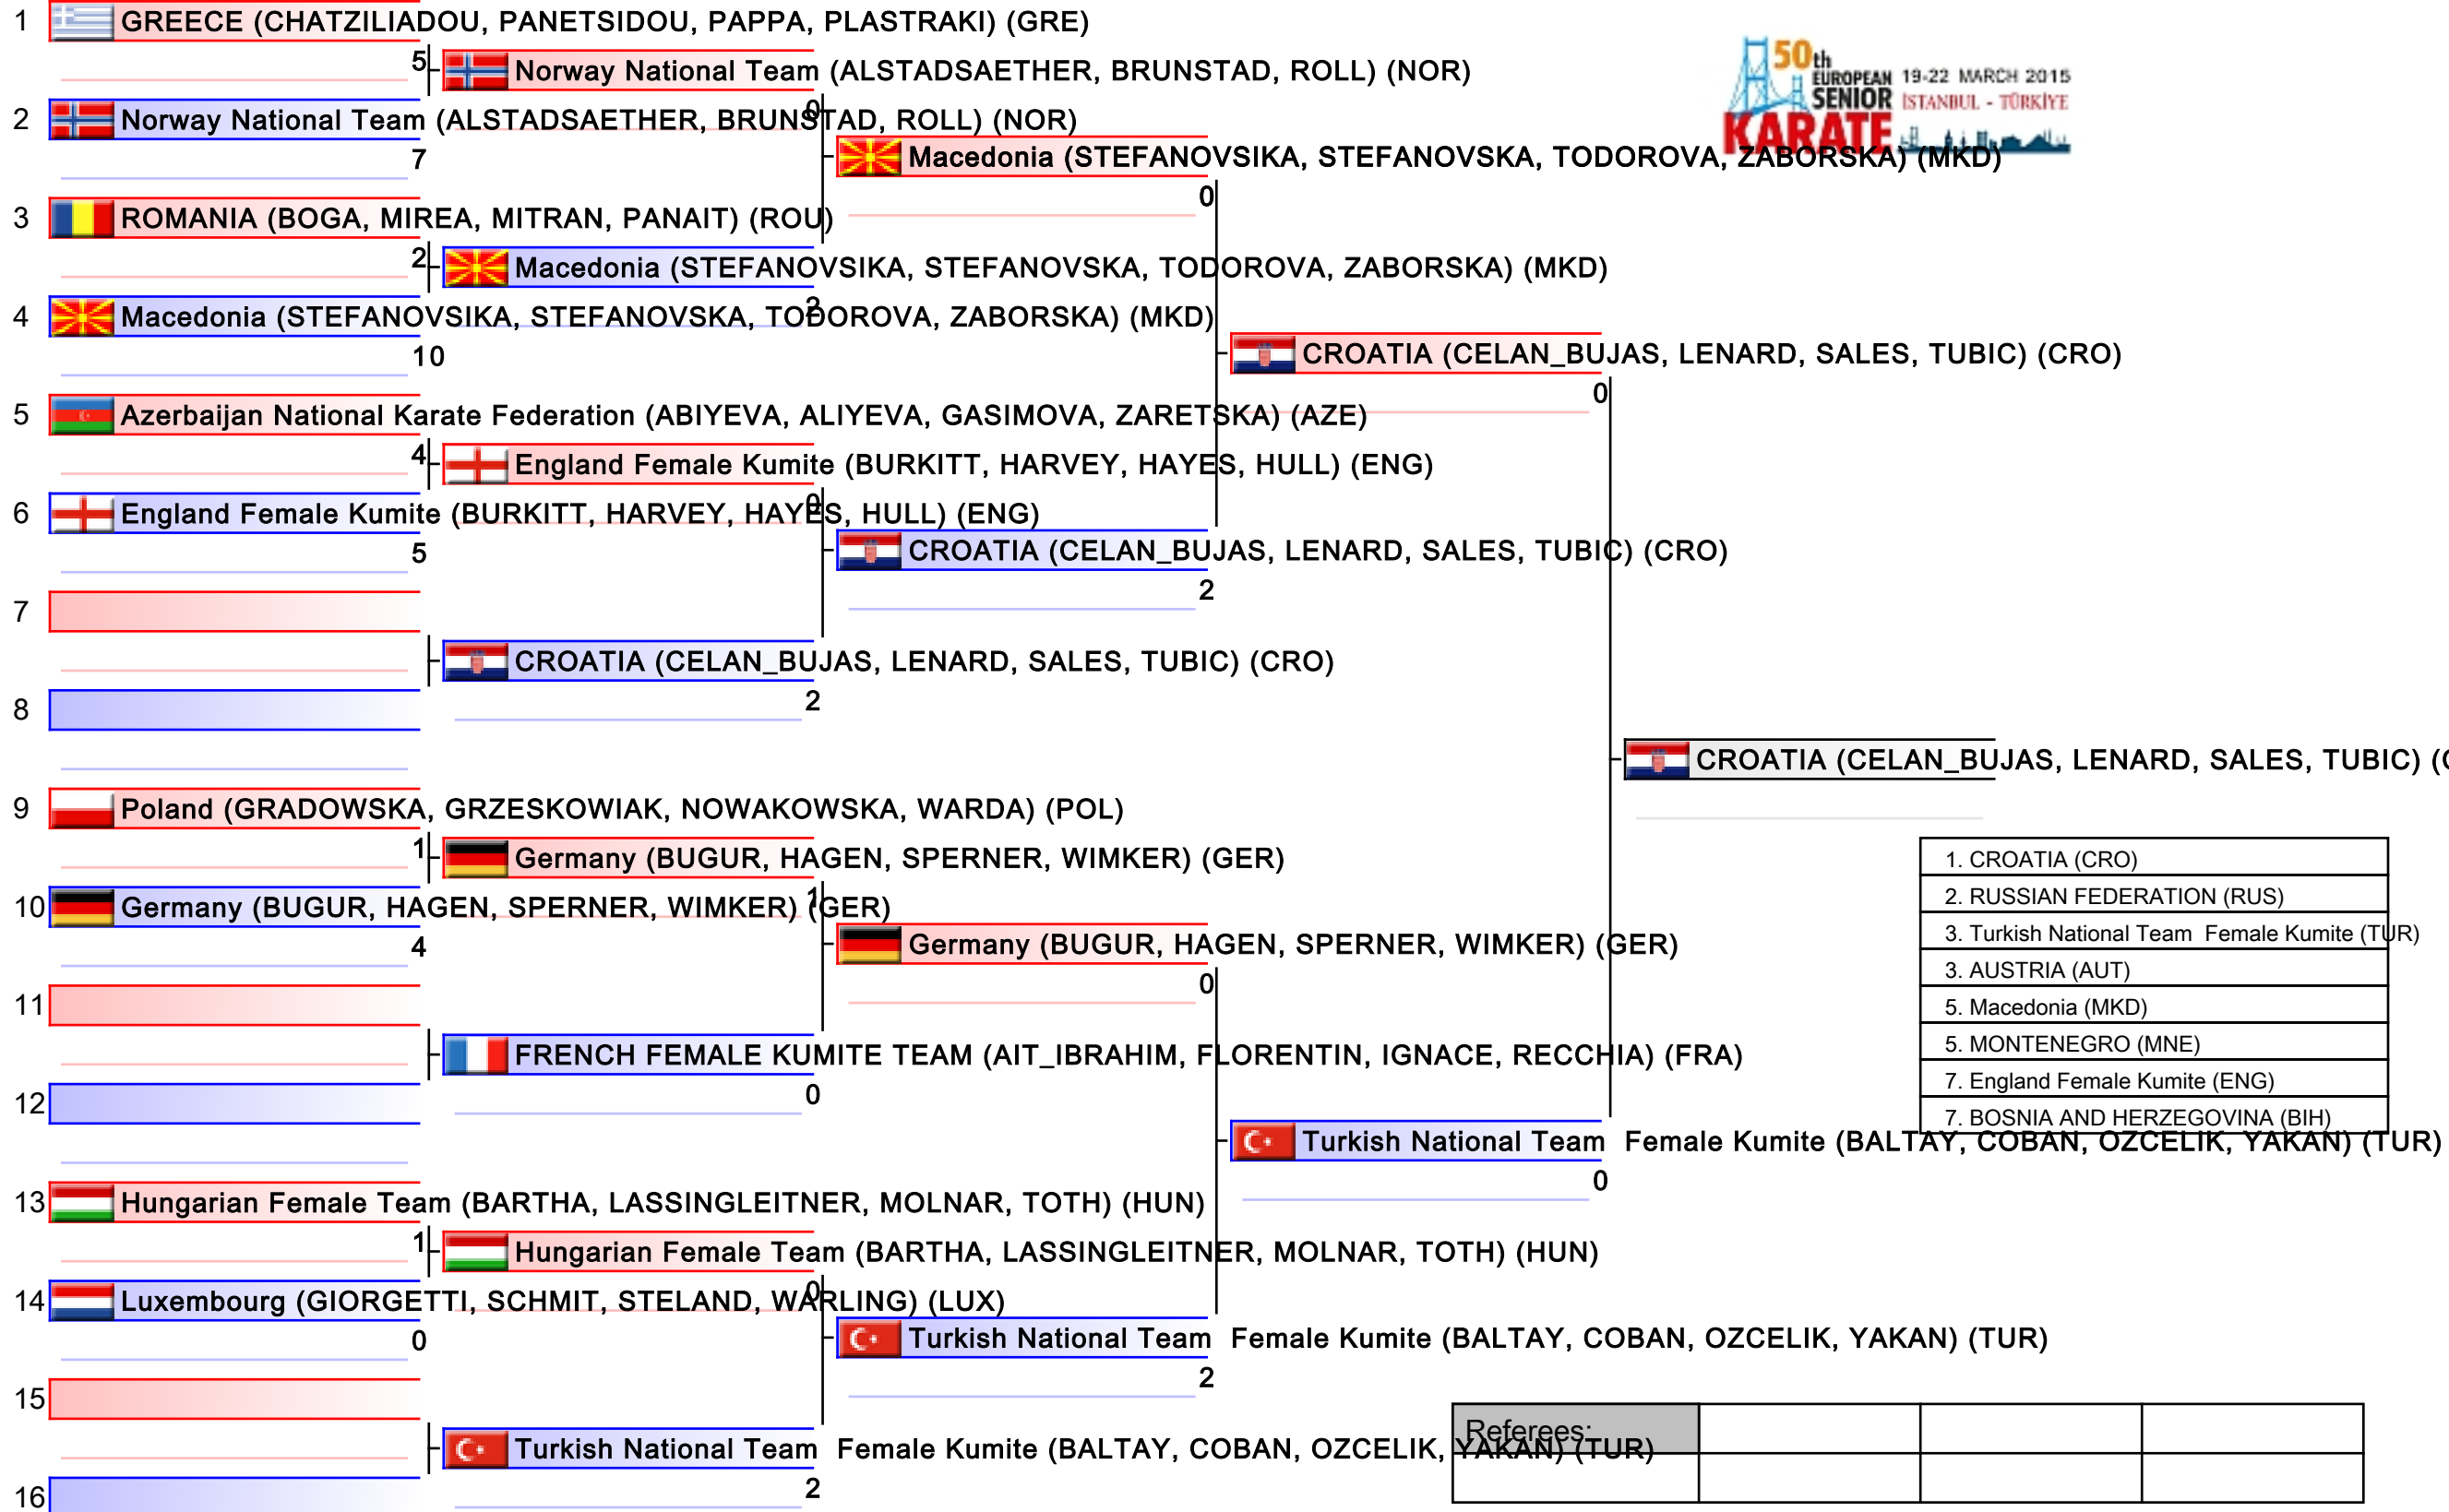 1 GREECE (CHATZILIADOU, PANETSIDOU, PAPPA, PLASTRAKI) (GRE)
5 Norway National Team (ALSTADSAETHER, BRUNSTAD, ROLL) (NOR)
50th EUROPEAN SENIOR KARATE
19-22 MARCH 2015
İSTANBUL - TÜRKİYE
2 Norway National Team (ALSTADSAETHER, BRUNSTAD, ROLL) (NOR)
0
7
Macedonia (STEFANOVSIKA, STEFANOVSKA, TODOROVA, ZABORSKA) (MKD)
0
3 ROMANIA (BOGA, MIREA, MITRAN, PANAIT) (ROU)
2 Macedonia (STEFANOVSIKA, STEFANOVSKA, TODOROVA, ZABORSKA) (MKD)
4 Macedonia (STEFANOVSIKA, STEFANOVSKA, TODOROVA, ZABORSKA) (MKD)
10
CROATIA (CELAN_BUJAS, LENARD, SALES, TUBIC) (CRO)
0
5 Azerbaijan National Karate Federation (ABIYEVA, ALIYEVA, GASIMOVA, ZARETSKA) (AZE)
4 England Female Kumite (BURKITT, HARVEY, HAYES, HULL) (ENG)
6 England Female Kumite (BURKITT, HARVEY, HAYES, HULL) (ENG)
0
5
CROATIA (CELAN_BUJAS, LENARD, SALES, TUBIC) (CRO)
2
7
CROATIA (CELAN_BUJAS, LENARD, SALES, TUBIC) (CRO)
2
8
CROATIA (CELAN_BUJAS, LENARD, SALES, TUBIC)
9 Poland (GRADOWSKA, GRZESKOWIAK, NOWAKOWSKA, WARDA) (POL)
1 Germany (BUGUR, HAGEN, SPERNER, WIMKER) (GER)
10 Germany (BUGUR, HAGEN, SPERNER, WIMKER) (GER)
1
4
Germany (BUGUR, HAGEN, SPERNER, WIMKER) (GER)
0
11
FRENCH FEMALE KUMITE TEAM (AIT_IBRAHIM, FLORENTIN, IGNACE, RECCHIA) (FRA)
0
12
Turkish National Team  Female Kumite (BALTAY, COBAN, OZCELIK, YAKAN) (TUR)
0
13 Hungarian Female Team (BARTHA, LASSINGLEITNER, MOLNAR, TOTH) (HUN)
1 Hungarian Female Team (BARTHA, LASSINGLEITNER, MOLNAR, TOTH) (HUN)
14 Luxembourg (GIORGETTI, SCHMIT, STELAND, WARLING) (LUX)
0
0
Turkish National Team  Female Kumite (BALTAY, COBAN, OZCELIK, YAKAN) (TUR)
2
15
Turkish National Team  Female Kumite (BALTAY, COBAN, OZCELIK, YAKAN) (TUR)
2
16
1. CROATIA (CRO)
2. RUSSIAN FEDERATION (RUS)
3. Turkish National Team  Female Kumite (TUR)
3. AUSTRIA (AUT)
5. Macedonia (MKD)
5. MONTENEGRO (MNE)
7. England Female Kumite (ENG)
7. BOSNIA AND HERZEGOVINA (BIH)
Referees: